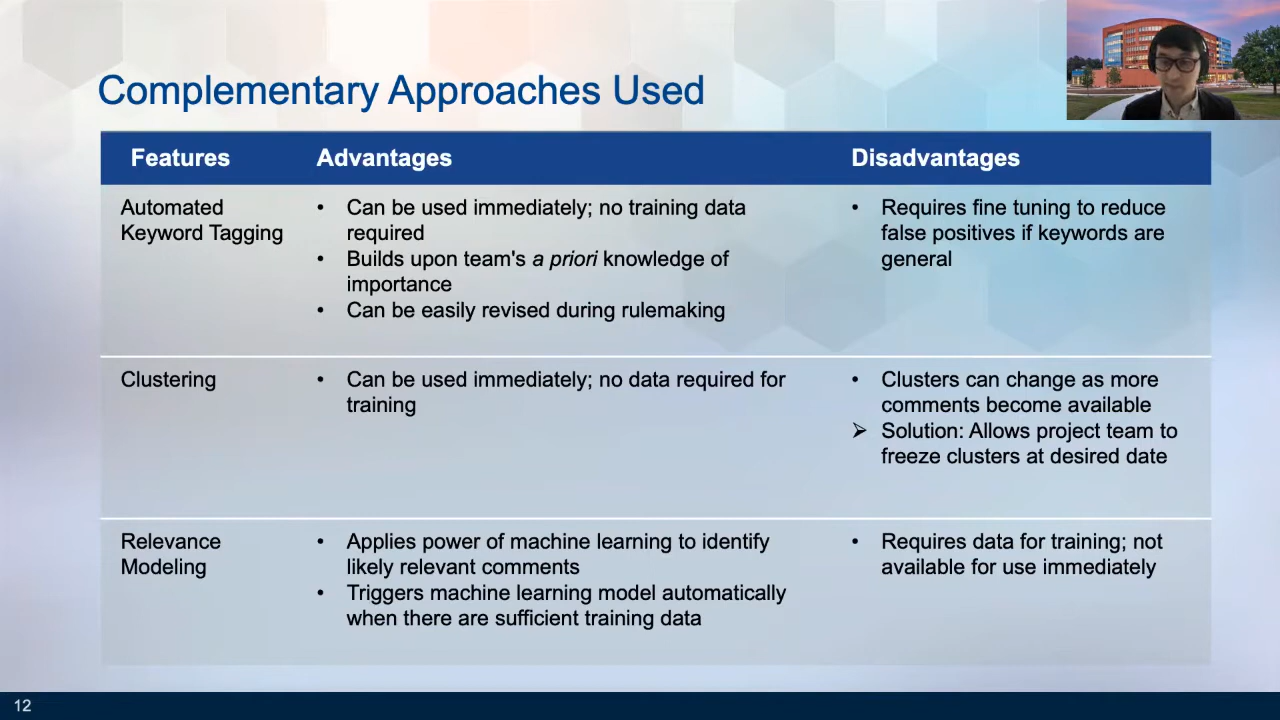 Complementary Approaches Used
Features Advantages Disadvantages
Automated
Keyword Tagging
• Can be used immediately; no training data
required
• Builds upon team's a priori knowledge of
importance
• Can be easily revised during rulemaking
• Requires fine tuning to reduce
false positives if keywords are
general
Clustering
• Can be used immediately; no data required for
training
• Clusters can change as more
comments become available
➢ Solution: Allows project team to
freeze clusters at desired date
Relevance
Modeling
• Applies power of machine learning to identify
likely relevant comments
• Triggers machine learning model automatically
when there are sufficient training data
• Requires data for training; not
available for use immediately
12